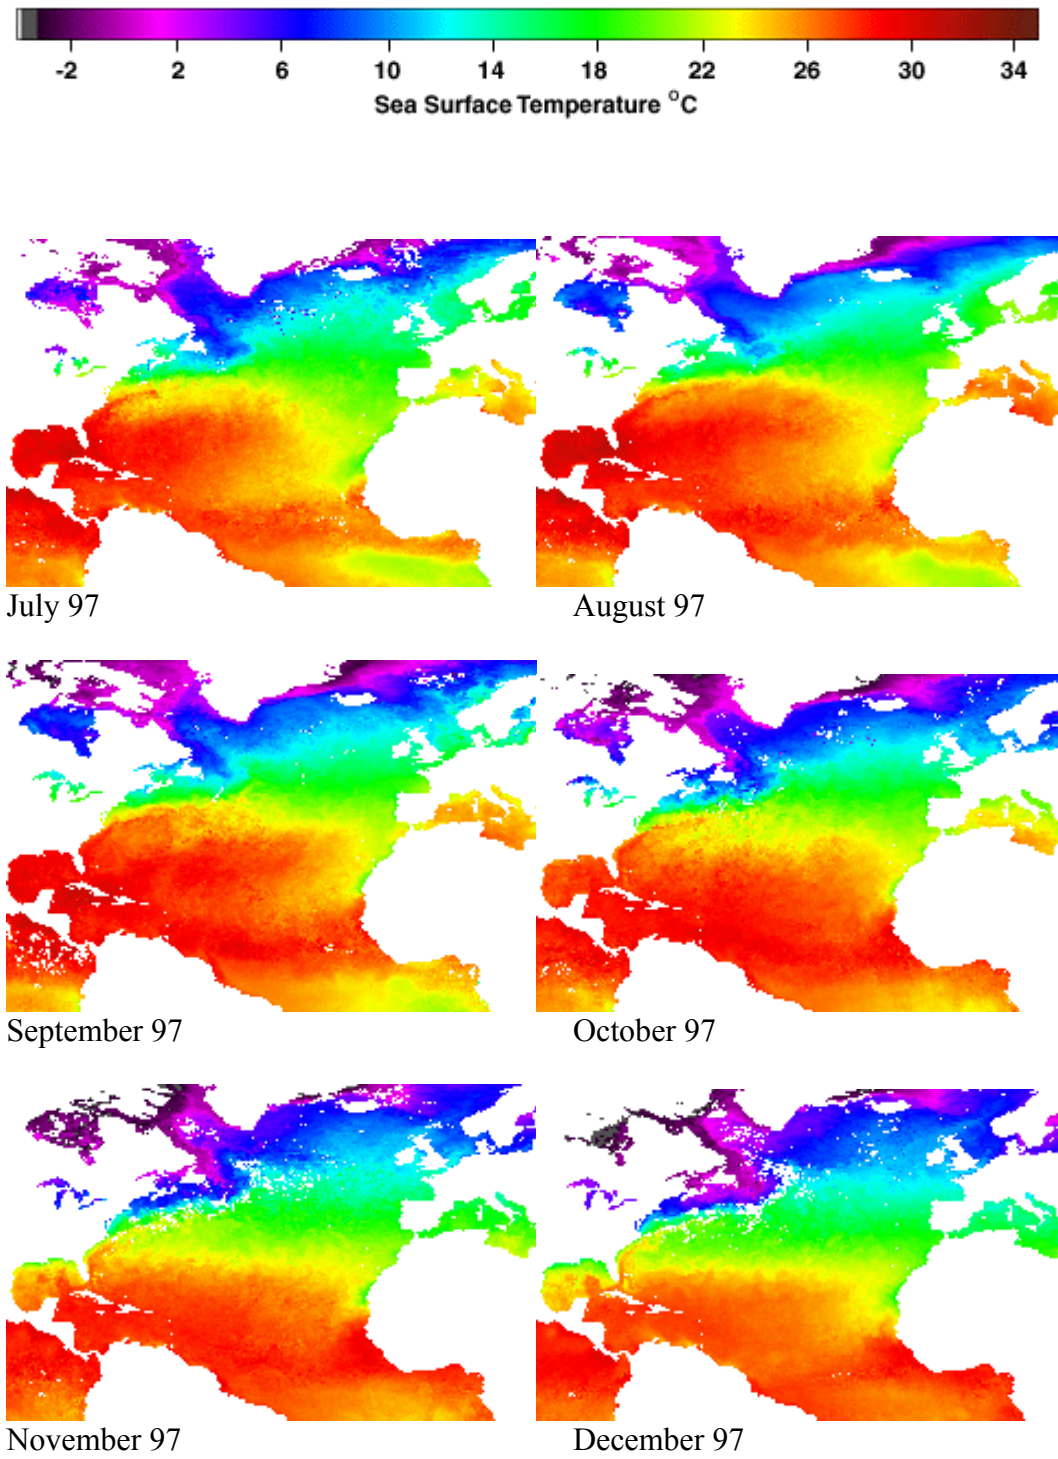 -2 2 6 10 14 18 22 26 30 34
Sea Surface Temperature °C
July 97 August 97
September 97 October 97
November 97 December 97